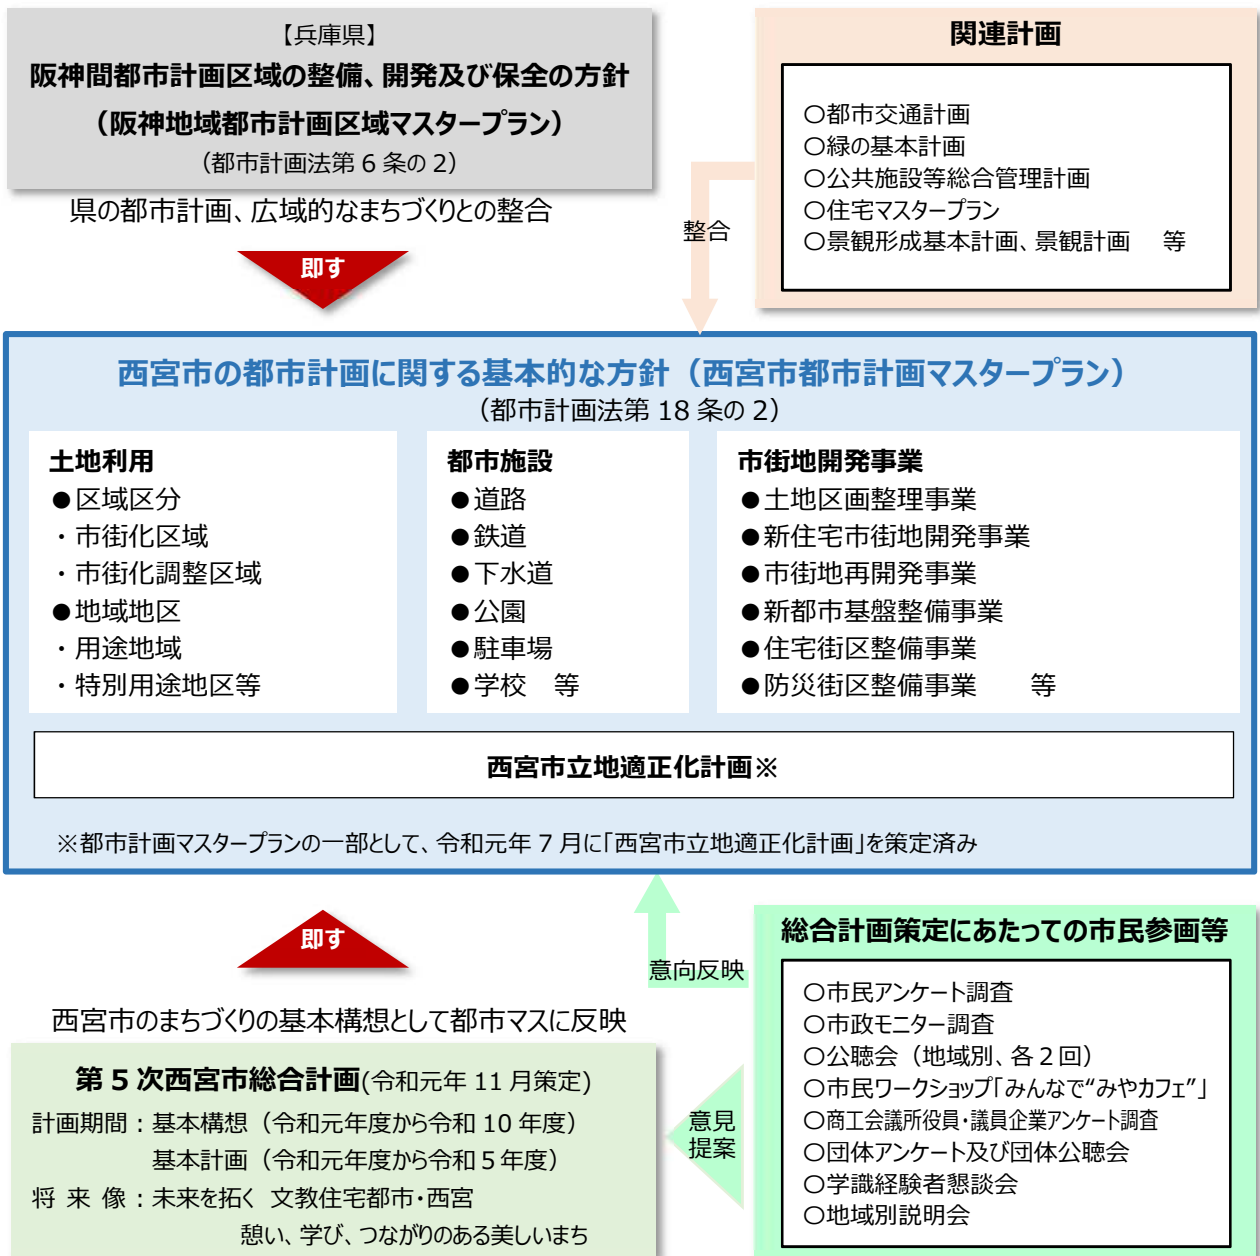 【兵庫県】
阪神間都市計画区域の整備、開発及び保全の方針
（阪神地域都市計画区域マスタープラン）
（都市計画法第 6 条の 2）
県の都市計画、広域的なまちづくりとの整合
即す
関連計画
〇都市交通計画
〇緑の基本計画
〇公共施設等総合管理計画
〇住宅マスタープラン
〇景観形成基本計画、景観計画　等
整合
西宮市の都市計画に関する基本的な方針（西宮市都市計画マスタープラン）
（都市計画法第 18 条の 2）
土地利用
●区域区分
・市街化区域
・市街化調整区域
●地域地区
・用途地域
・特別用途地区等
都市施設
●道路
●鉄道
●下水道
●公園
●駐車場
●学校　等
市街地開発事業
●土地区画整理事業
●新住宅市街地開発事業
●市街地再開発事業
●新都市基盤整備事業
●住宅街区整備事業
●防災街区整備事業　　等
西宮市立地適正化計画※
※都市計画マスタープランの一部として、令和元年 7 月に「西宮市立地適正化計画」を策定済み
即す
西宮市のまちづくりの基本構想として都市マスに反映
第 5 次西宮市総合計画(令和元年 11 月策定)
計画期間：基本構想（令和元年度から令和 10 年度）
基本計画（令和元年度から令和 5 年度）
将 来 像：未来を拓く 文教住宅都市・西宮
憩い、学び、つながりのある美しいまち
意向反映
意見
提案
総合計画策定にあたっての市民参画等
〇市民アンケート調査
〇市政モニター調査
〇公聴会（地域別、各２回）
〇市民ワークショップ「みんなで“みやカフェ”」
〇商工会議所役員・議員企業アンケート調査
〇団体アンケート及び団体公聴会
〇学識経験者懇談会
〇地域別説明会